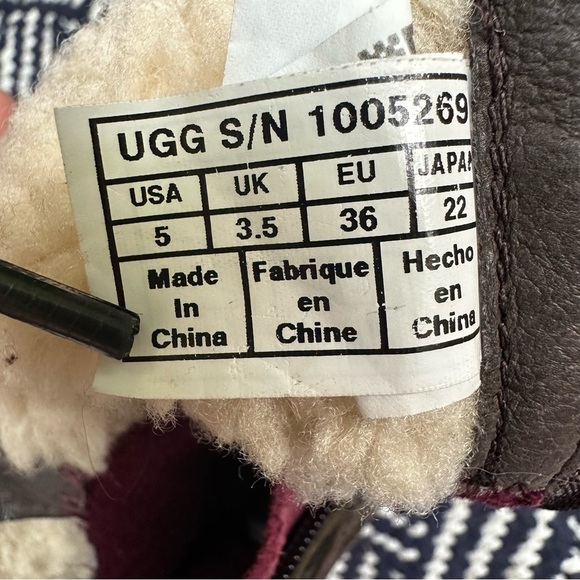 UGG S/N 1005269
USA UK EU JAPAN
5 3.5 36 22
Made Fabrique Hecho
In en en
China Chine China